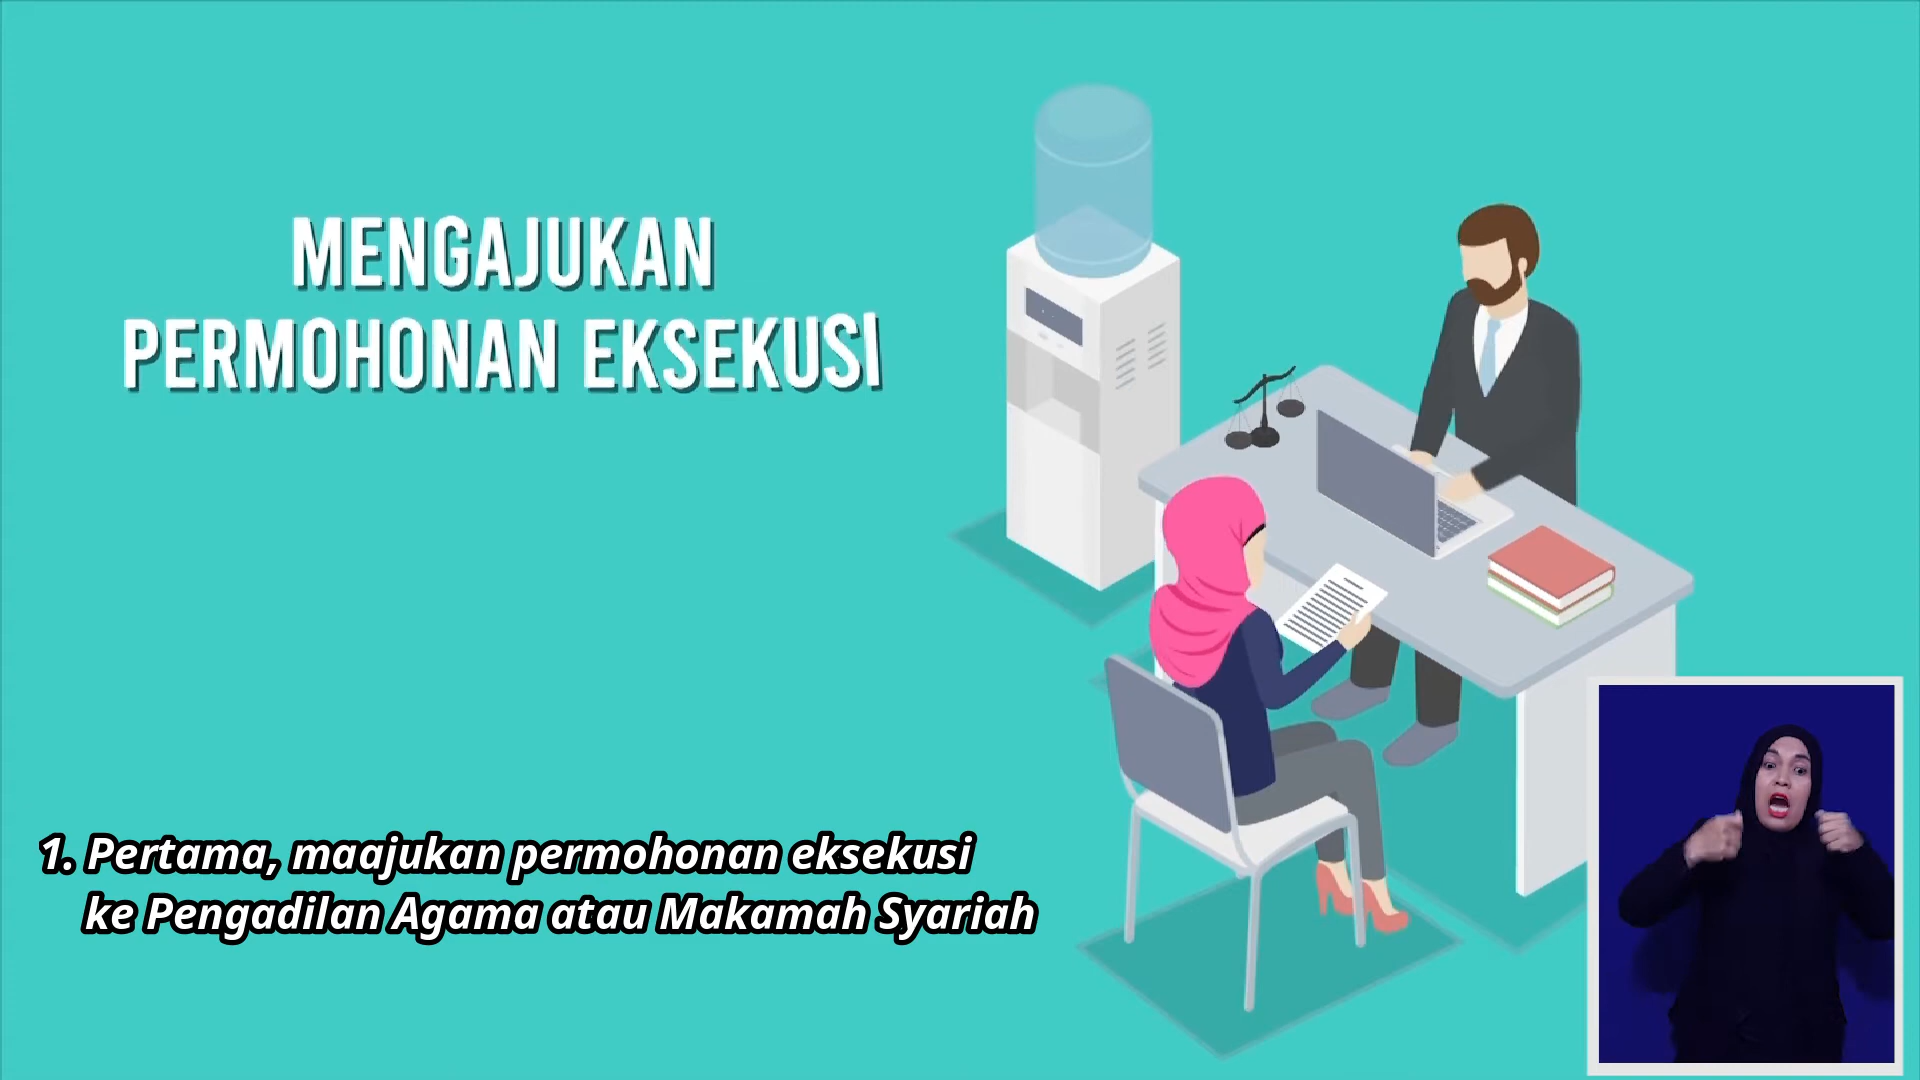 MENGAJUKAN
PERMOHONAN EKSEKUSI
1. Pertama, maajukan permohonan eksekusi
ke Pengadilan Agama atau Makamah Syariah